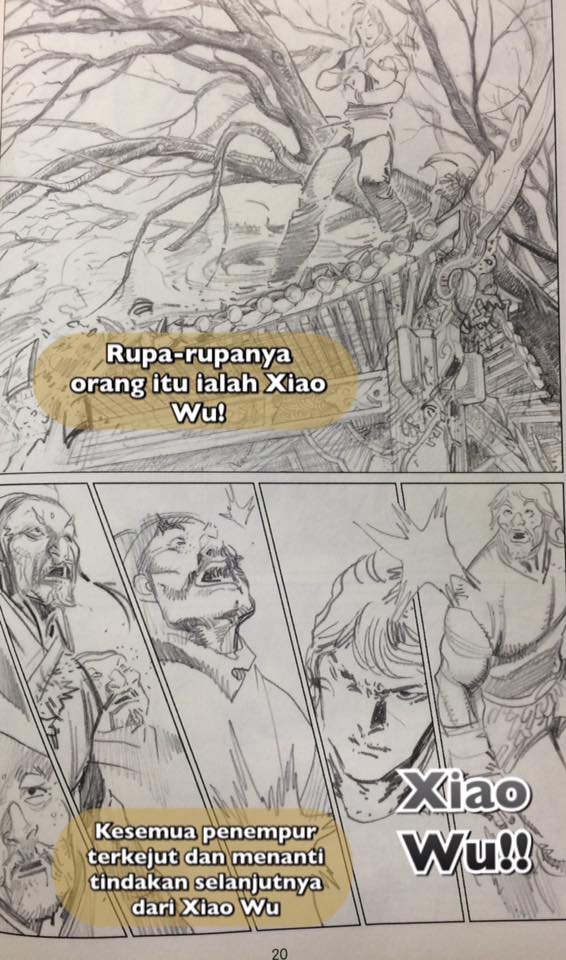 Rupa-rupanya
orang itu ialah Xiao
Wu!
Xiao
Wu!!
Kesemua penempur
terkejut dan menanti
tindakan selanjutnya
dari Xiao Wu
20